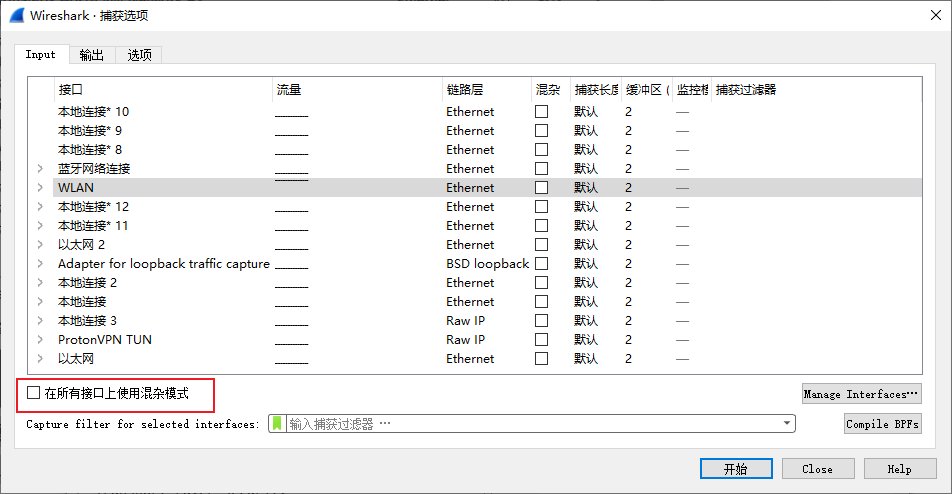 Wireshark · 捕获选项
Input 输出 选项
接口 流量 链路层 混杂 捕获长度 缓冲区 ( 监控模 捕获过滤器
本地连接* 10 Ethernet 默认 2 —
本地连接* 9 Ethernet 默认 2 —
本地连接* 8 Ethernet 默认 2 —
蓝牙网络连接 Ethernet 默认 2 —
WLAN Ethernet 默认 2 —
本地连接* 12 Ethernet 默认 2 —
本地连接* 11 Ethernet 默认 2 —
以太网 2 Ethernet 默认 2 —
Adapter for loopback traffic capture BSD loopback 默认 2 —
本地连接 2 Ethernet 默认 2 —
本地连接 Ethernet 默认 2 —
本地连接 3 Raw IP 默认 2 —
ProtonVPN TUN Raw IP 默认 2 —
以太网 Ethernet 默认 2 —
在所有接口上使用混杂模式 Manage Interfaces…
Capture filter for selected interfaces: 输入捕获过滤器 … Compile BPFs
开始 Close Help